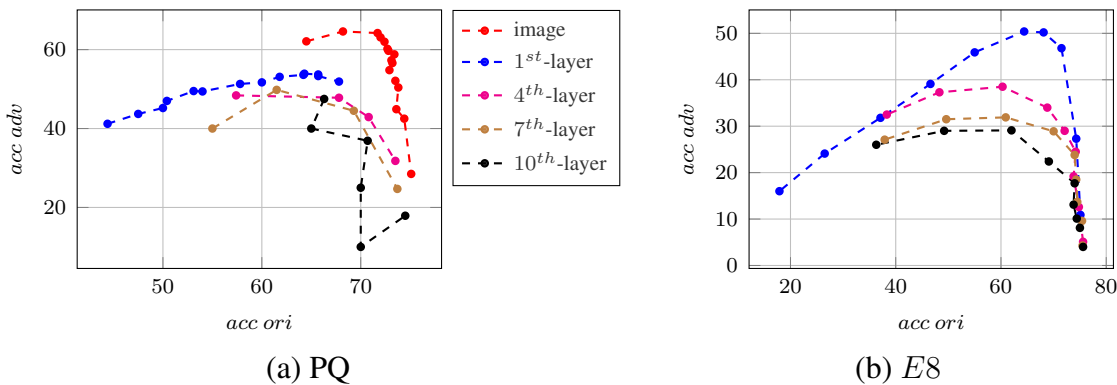 60
40
20
50
60
70
acc adv
acc ori
image
1st-layer
4th-layer
7th-layer
10th-layer
50
40
30
20
10
0
20
40
60
80
acc adv
acc ori
(a) PQ
(b) E8